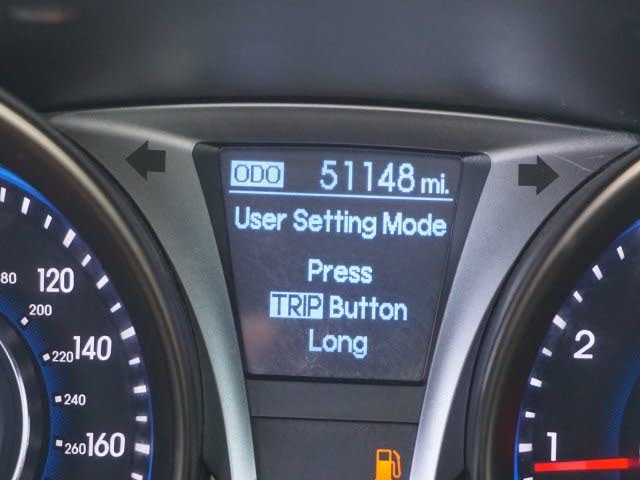 ODO 51148 mi.
User Setting Mode
Press
TRIP Button
Long
80
120
200
220
140
240
260
160
2
1